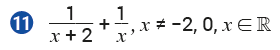 11 1/(x + 2) + 1/x, x ≠ −2, 0, x ∈ ℝ